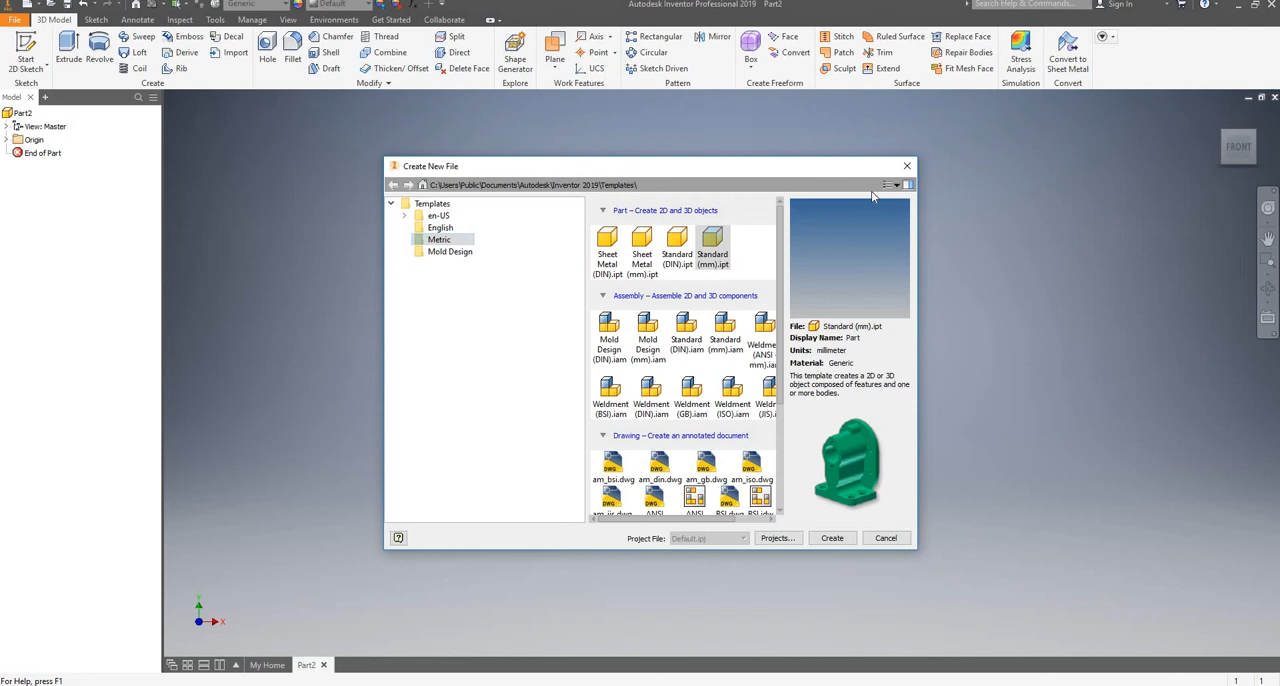 Generic
Default
Autodesk Inventor Professional 2019 Part2
Search Help & Commands...
Sign In
File 3D Model Sketch Annotate Inspect Tools Manage View Environments Get Started Collaborate
Start
2D Sketch
Extrude
Revolve
Sweep
Emboss
Decal
Loft
Derive
Import
Coil
Rib
Hole
Fillet
Chamfer
Thread
Split
Shell
Combine
Direct
Draft
Thicken/ Offset
Delete Face
Shape
Generator
Plane
Axis
Point
UCS
Rectangular
Mirror
Circular
Sketch Driven
Box
Face
Convert
Stitch
Ruled Surface
Replace Face
Patch
Trim
Repair Bodies
Sculpt
Extend
Fit Mesh Face
Stress
Analysis
Convert to
Sheet Metal
Sketch
Create
Modify
Explore
Work Features
Pattern
Create Freeform
Surface
Simulation
Convert
Model
Part2
View: Master
Origin
End of Part
FRONT
Create New File
C:\Users\Public\Documents\Autodesk\Inventor 2019\Templates\
Templates
en-US
English
Metric
Mold Design
Part – Create 2D and 3D objects
Sheet
Metal
(DIN).ipt
Sheet
Metal
(mm).ipt
Standard
(DIN).ipt
Standard
(mm).ipt
Assembly – Assemble 2D and 3D components
Mold
Design
(DIN).iam
Mold
Design
(mm).iam
Standard
(DIN).iam
Standard
(mm).iam
Weldment
(BSI).iam
Weldment
(DIN).iam
Weldment
(GB).iam
Weldment
(ISO).iam
Drawing – Create an annotated document
am_bsi.dwg
am_din.dwg
am_gb.dwg
am_iso.dwg
File: Standard (mm).ipt
Display Name: Part
Units: millimeter
Material: Generic
This template creates a 2D or 3D
object composed of features and one
or more bodies.
Project File: Default.ipj
Projects...
Create
Cancel
Y
X
My Home
Part2
For Help, press F1
1 1